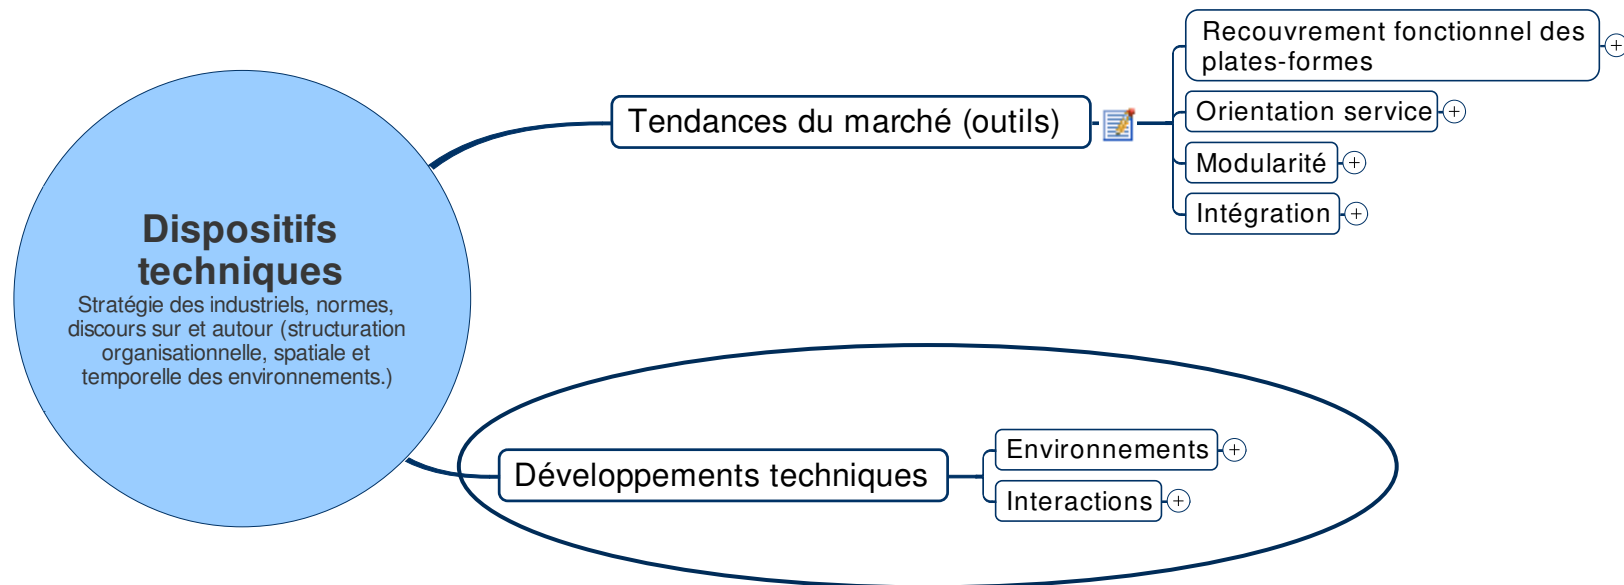 Dispositifs
techniques
Stratégie des industriels, normes,
discours sur et autour (structuration
organisationnelle, spatiale et
temporelle des environnements.)
Tendances du marché (outils)
Recouvrement fonctionnel des
plates-formes
Orientation service
Modularité
Intégration
Développements techniques
Environnements
Interactions